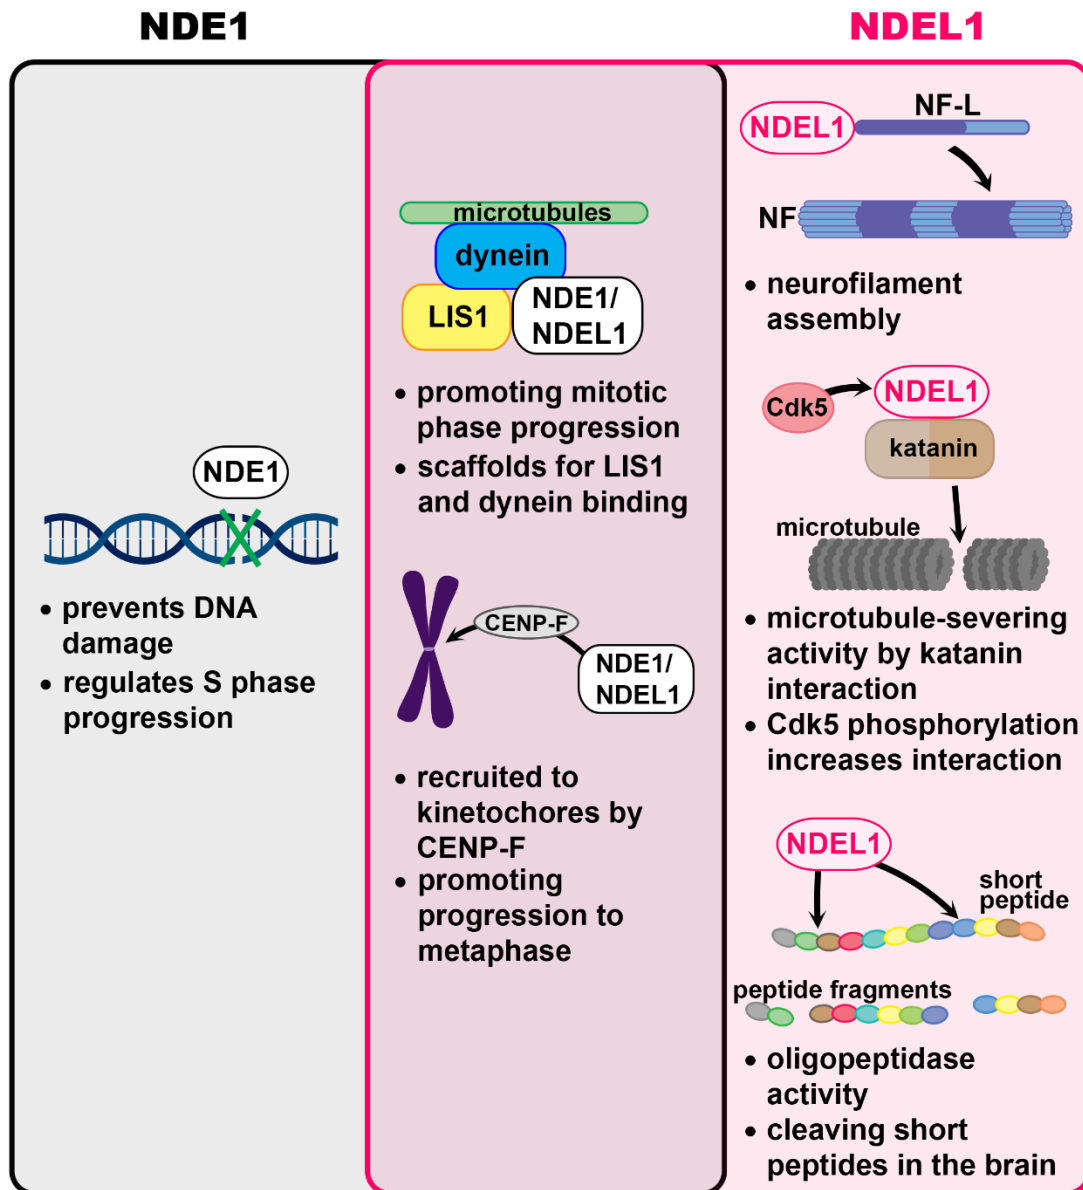 NDE1
NDEL1
NDE1
• prevents DNA
damage
• regulates S phase
progression
microtubules
dynein
LIS1
NDE1/
NDEL1
• promoting mitotic
phase progression
• scaffolds for LIS1
and dynein binding
CENP-F
NDE1/
NDEL1
• recruited to
kinetochores by
CENP-F
• promoting
progression to
metaphase
NF-L
NDEL1
NF
• neurofilament
assembly
Cdk5
NDEL1
katanin
microtubule
• microtubule-severing
activity by katanin
interaction
• Cdk5 phosphorylation
increases interaction
NDEL1
short
peptide
peptide fragments
• oligopeptidase
activity
• cleaving short
peptides in the brain